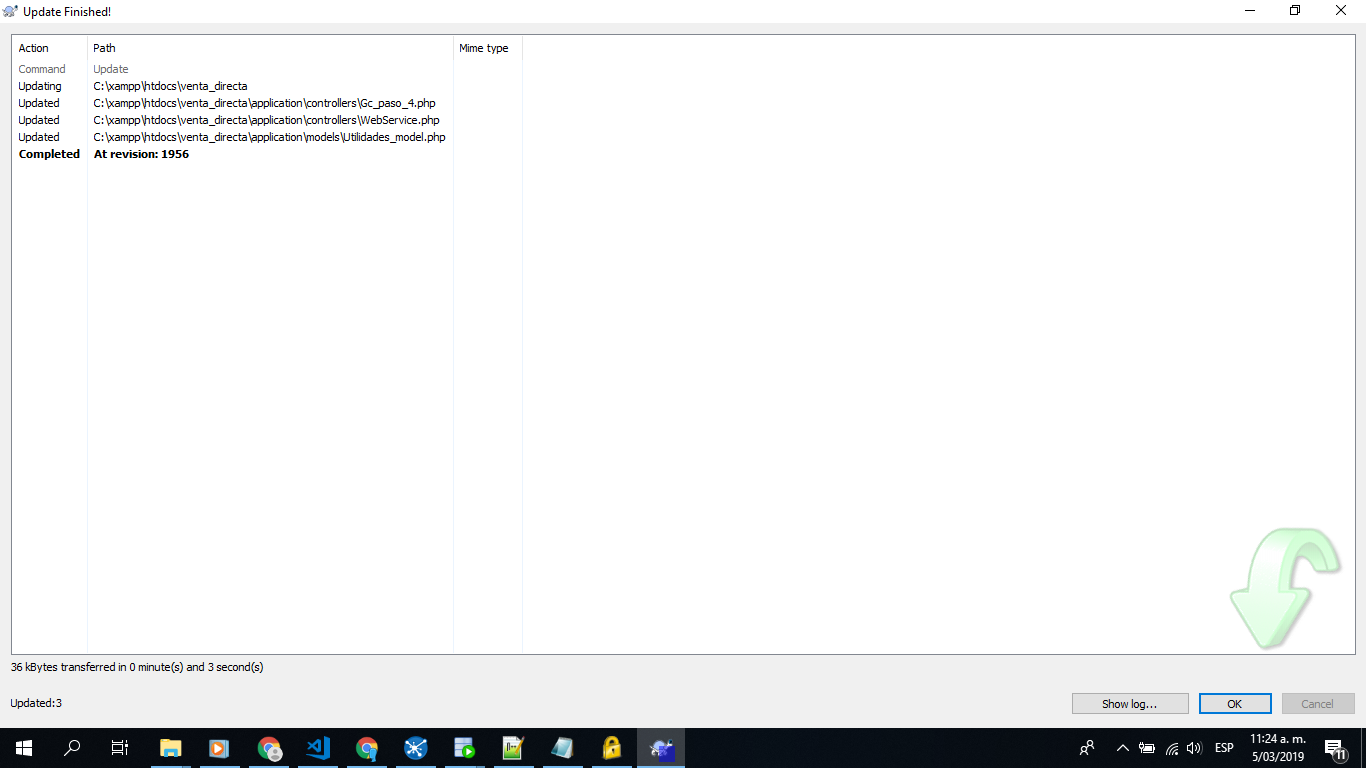 Update Finished!
Action Path Mime type
Command Update
Updating C:\xampp\htdocs\venta_directa
Updated C:\xampp\htdocs\venta_directa\application\controllers\Gc_paso_4.php
Updated C:\xampp\htdocs\venta_directa\application\controllers\WebService.php
Updated C:\xampp\htdocs\venta_directa\application\models\Utilidades_model.php
Completed At revision: 1956
36 kBytes transferred in 0 minute(s) and 3 second(s)
Updated:3
Show log... OK Cancel
ESP
11:24 a. m.
5/03/2019
11